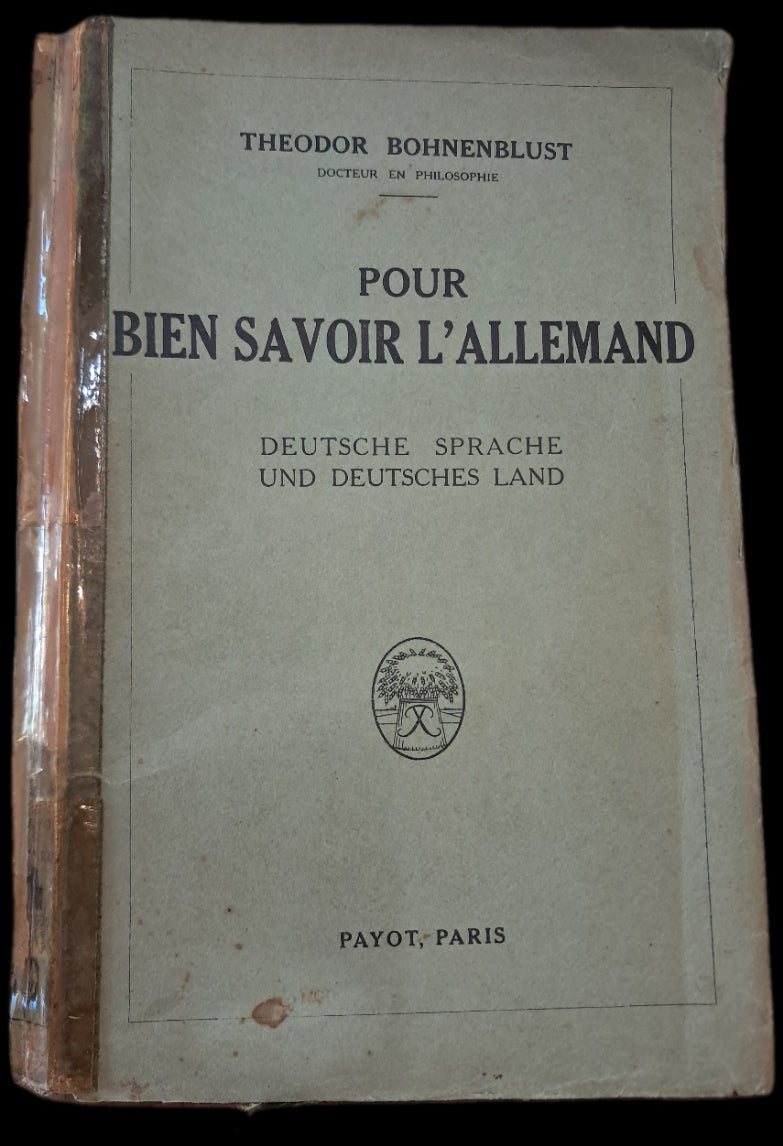 THEODOR BOHNENBLUST
DOCTEUR EN PHILOSOPHIE
POUR
BIEN SAVOIR L'ALLEMAND
DEUTSCHE SPRACHE
UND DEUTSCHES LAND
PAYOT, PARIS